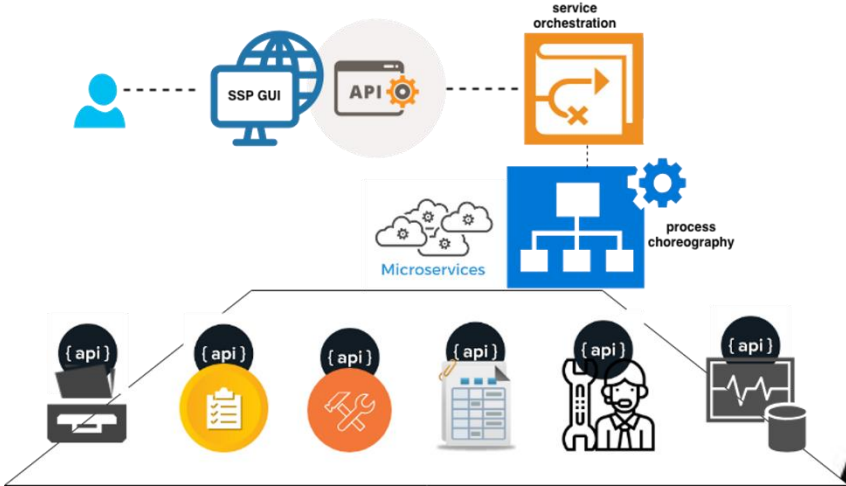 service
orchestration
SSP GUI
API
process
choreography
Microservices
{ api }
{ api }
{ api }
{ api }
{ api }
{ api }